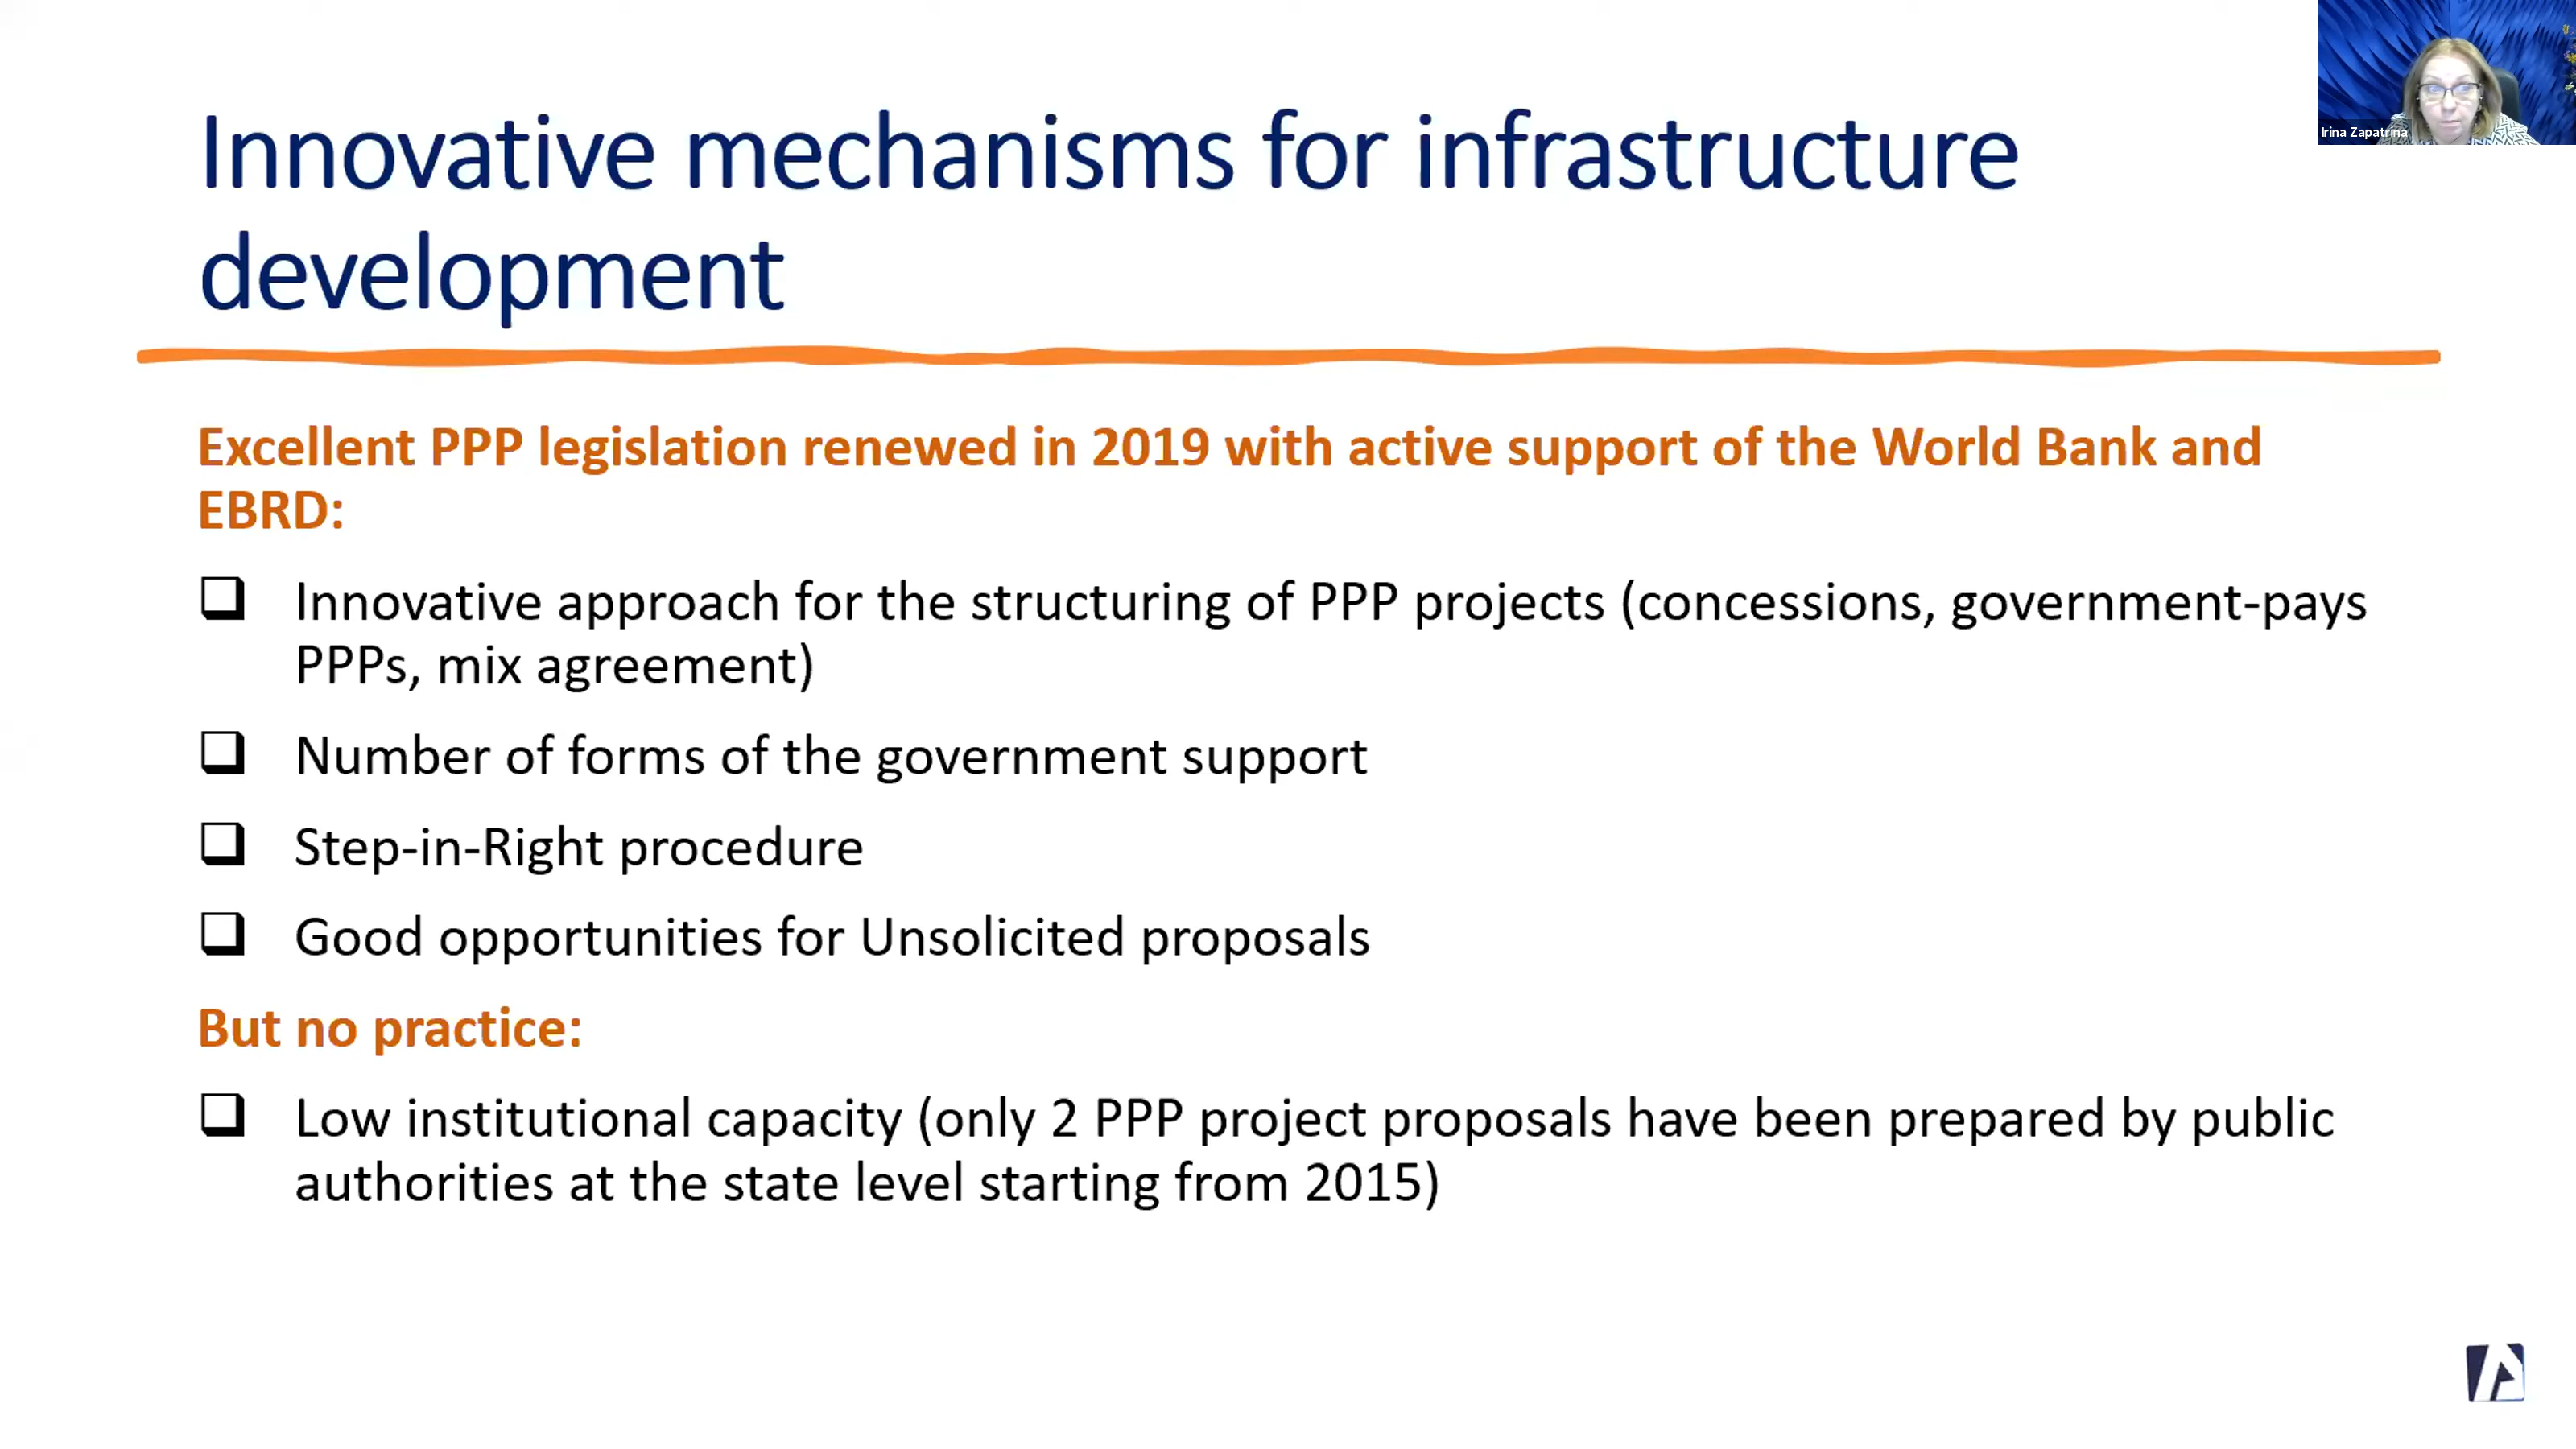 Innovative mechanisms for infrastructure
development
Irina Zapatrina
Excellent PPP legislation renewed in 2019 with active support of the World Bank and
EBRD:
Innovative approach for the structuring of PPP projects (concessions, government-pays
PPPs, mix agreement)
Number of forms of the government support
Step-in-Right procedure
Good opportunities for Unsolicited proposals
But no practice:
Low institutional capacity (only 2 PPP project proposals have been prepared by public
authorities at the state level starting from 2015)